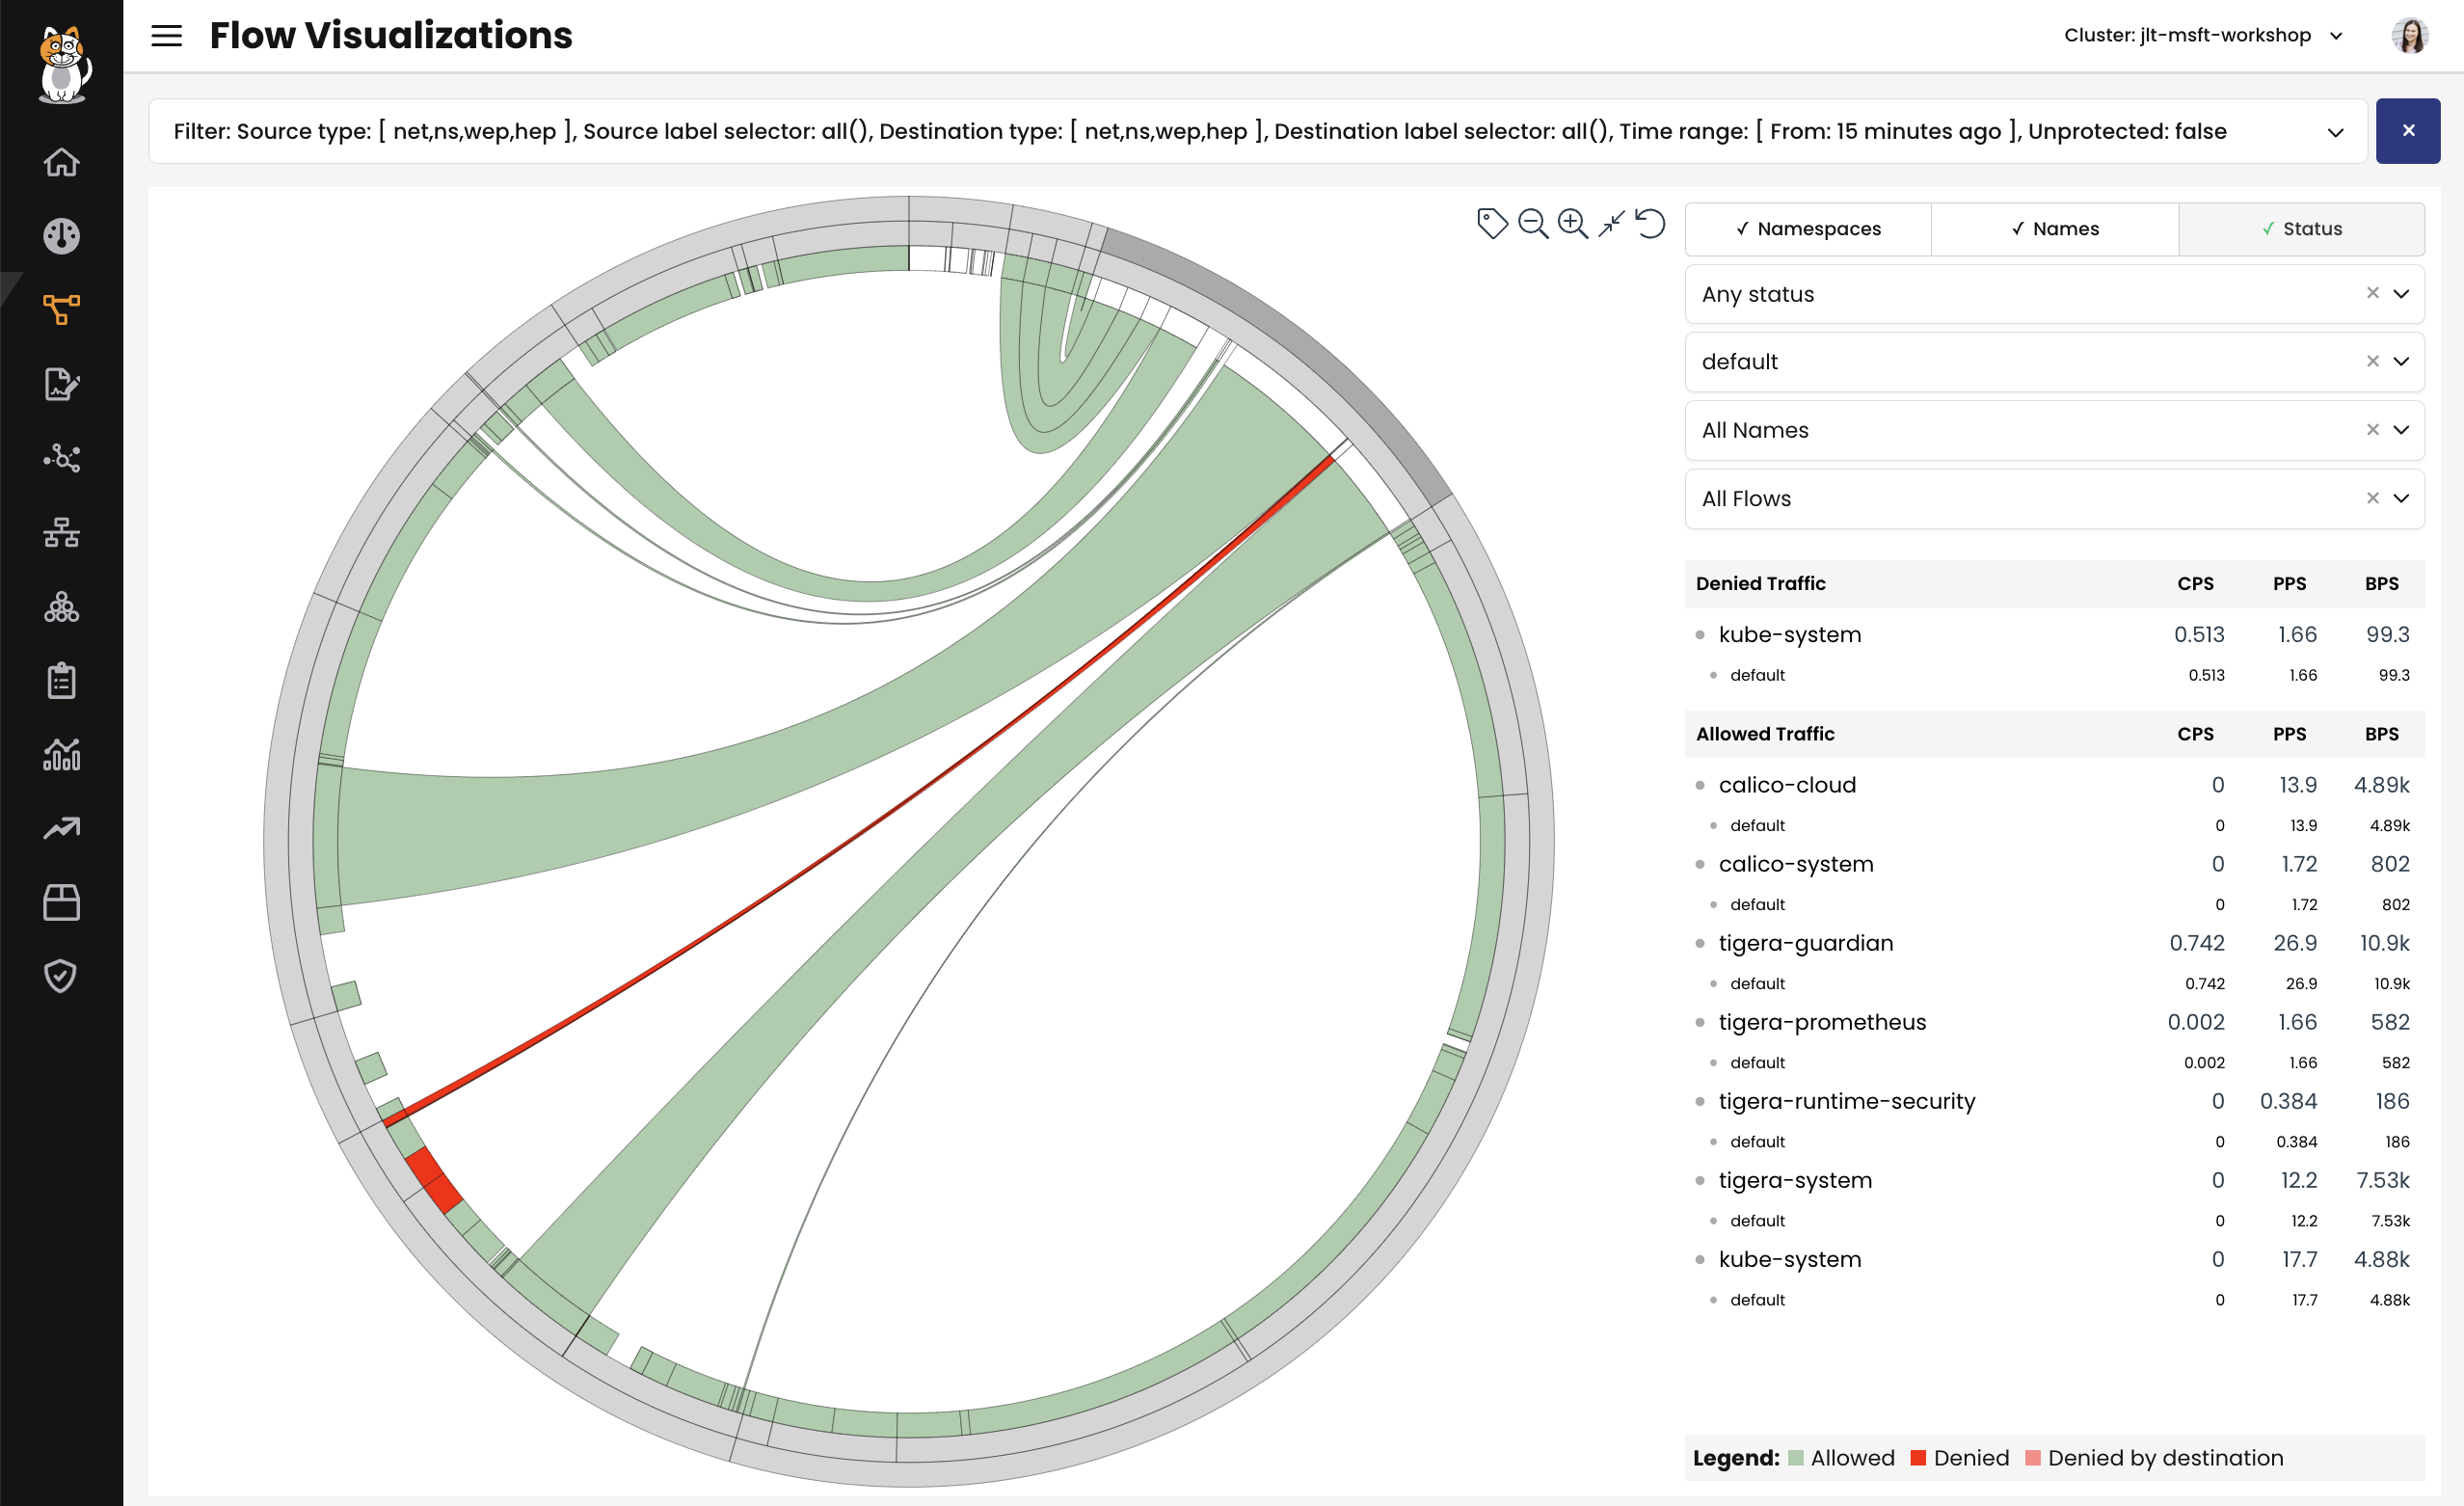 Flow Visualizations
Cluster: jlt-msft-workshop
Filter: Source type: [ net,ns,wep,hep ], Source label selector: all(), Destination type: [ net,ns,wep,hep ], Destination label selector: all(), Time range: [ From: 15 minutes ago ], Unprotected: false
✓ Namespaces ✓ Names ✓ Status
Any status
default
All Names
All Flows
Denied Traffic CPS PPS BPS
kube-system 0.513 1.66 99.3
default 0.513 1.66 99.3
Allowed Traffic CPS PPS BPS
calico-cloud 0 13.9 4.89k
default 0 13.9 4.89k
calico-system 0 1.72 802
default 0 1.72 802
tigera-guardian 0.742 26.9 10.9k
default 0.742 26.9 10.9k
tigera-prometheus 0.002 1.66 582
default 0.002 1.66 582
tigera-runtime-security 0 0.384 186
default 0 0.384 186
tigera-system 0 12.2 7.53k
default 0 12.2 7.53k
kube-system 0 17.7 4.88k
default 0 17.7 4.88k
Legend: Allowed Denied Denied by destination